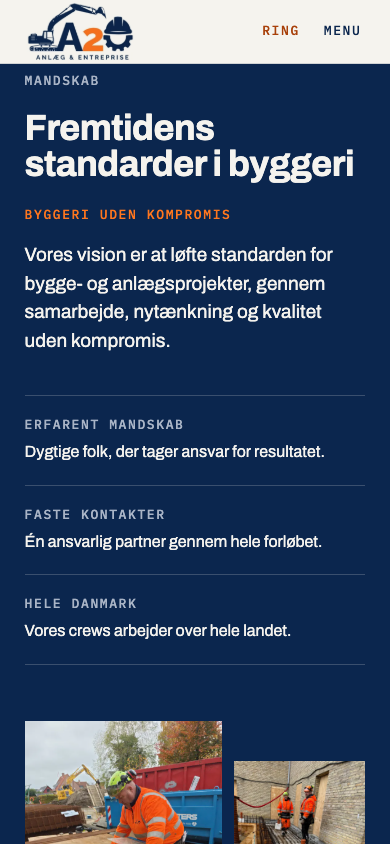 A2O
ANLÆG & ENTREPRISE
RING
MENU
MANDSKAB
Fremtidens
standarder i byggeri
BYGGERI UDEN KOMPROMIS
Vores vision er at løfte standarden for
bygge- og anlægsprojekter, gennem
samarbejde, nytænkning og kvalitet
uden kompromis.
ERFARENT MANDSKAB
Dygtige folk, der tager ansvar for resultatet.
FASTE KONTAKTER
Én ansvarlig partner gennem hele forløbet.
HELE DANMARK
Vores crews arbejder over hele landet.